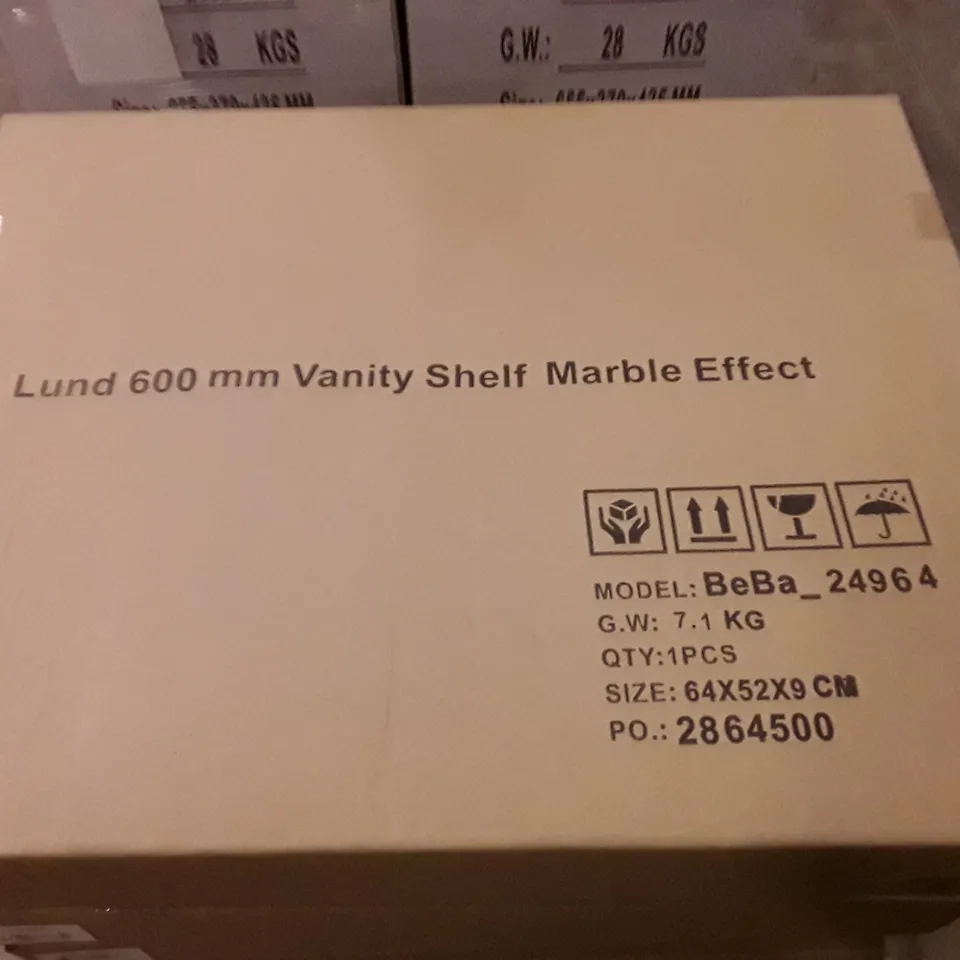 28 KGS
G.W.: 28 KGS
Lund 600 mm Vanity Shelf Marble Effect
MODEL: BeBa_24964
G.W: 7.1 KG
QTY:1PCS
SIZE: 64X52X9 CM
PO.: 2864500